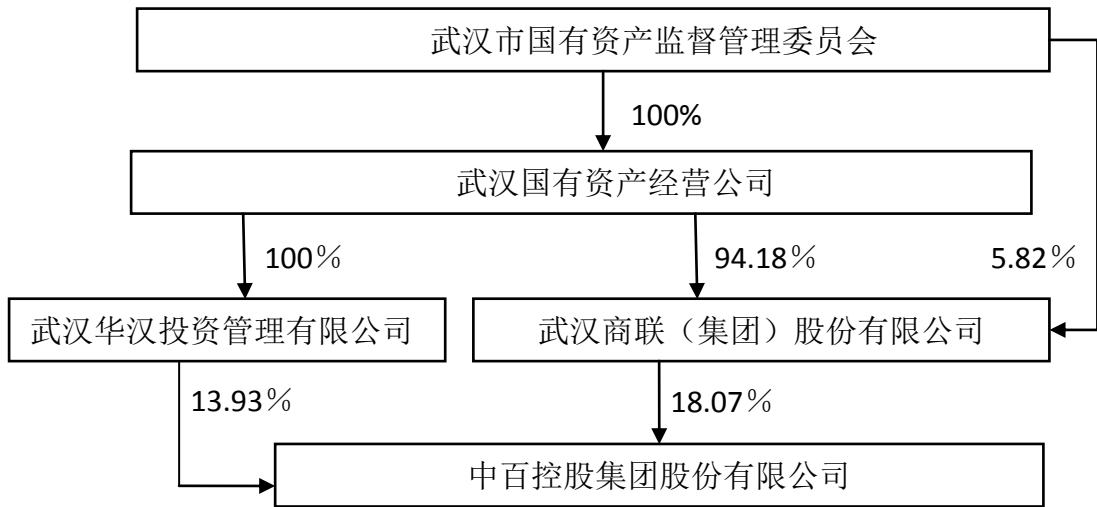 武汉市国有资产监督管理委员会
100%
武汉国有资产经营公司
100％
94.18％
5.82％
武汉华汉投资管理有限公司
武汉商联（集团）股份有限公司
13.93％
18.07％
中百控股集团股份有限公司